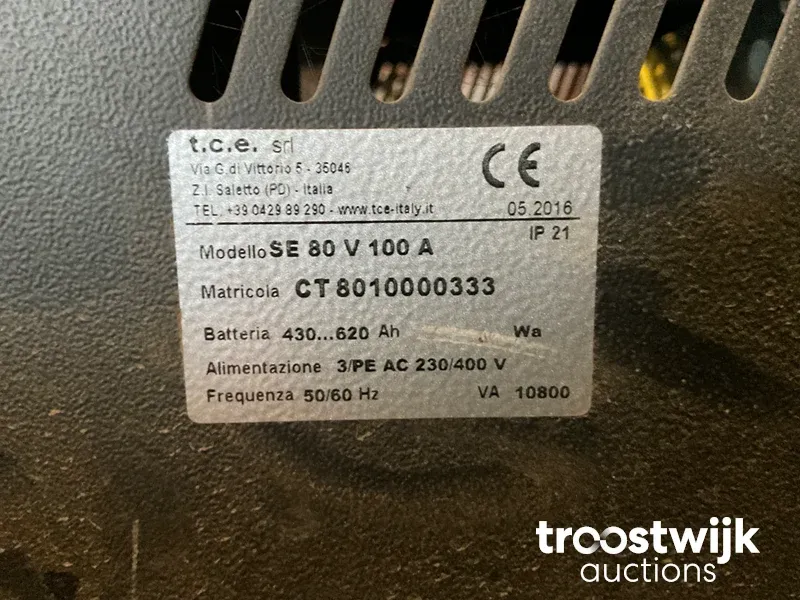 t.c.e. srl
Via G.di Vittorio 5 - 35046
Z.I. Saletto (PD) - Italia
TEL. +39 0429 89 290 - www.tce-italy.it
CE
05.2016
IP 21
Modello SE 80 V 100 A
Matricola CT8010000333
Batteria 430...620 Ah Wa
Alimentazione 3/PE AC 230/400 V
Frequenza 50/60 Hz VA 10800
troostwijk
auctions